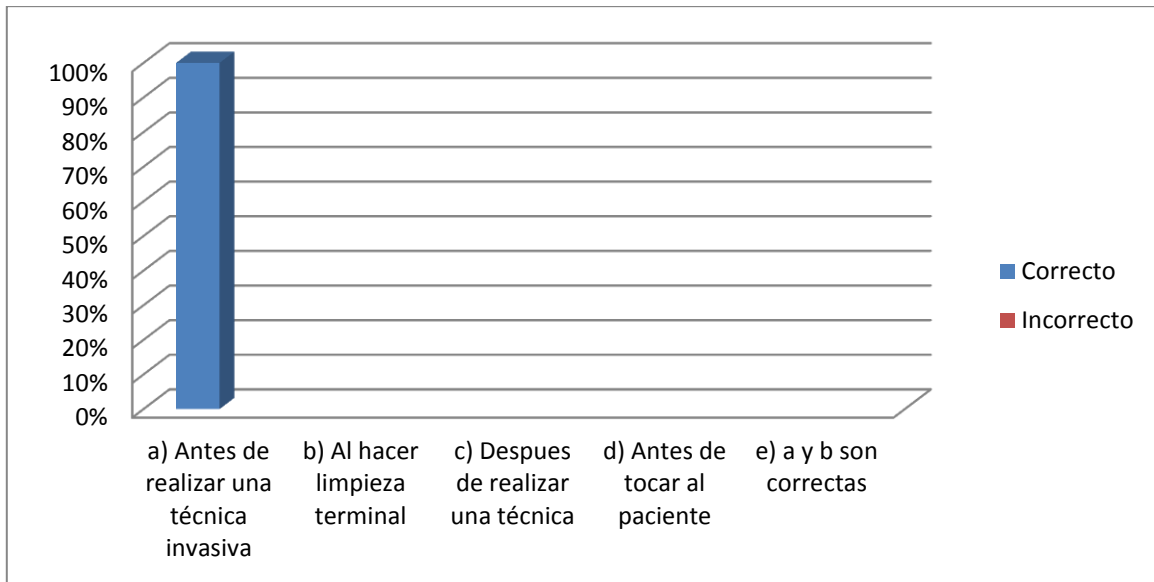 100%
90%
80%
70%
60%
50%
40%
30%
20%
10%
0%
a) Antes de
realizar una
técnica
invasiva
b) Al hacer
limpieza
terminal
c) Despues
de realizar
una técnica
d) Antes de
tocar al
paciente
e) a y b son
correctas
Correcto
Incorrecto